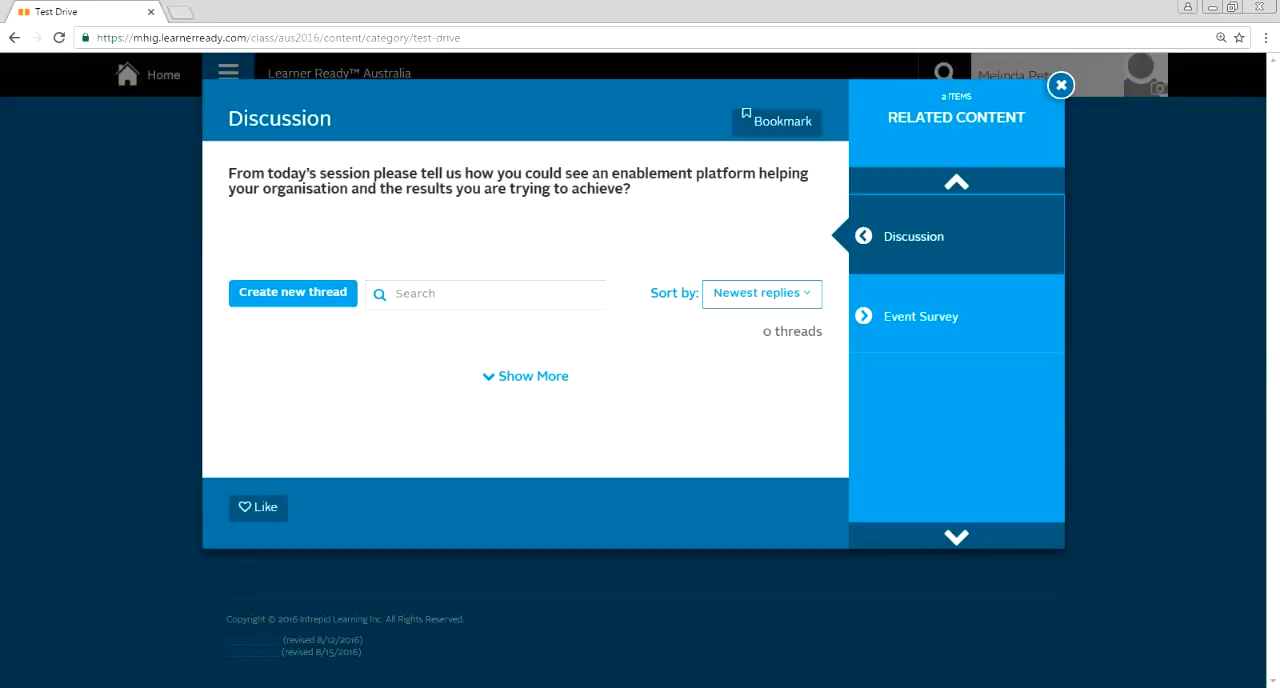 Test Drive
https://mhig.learnerready.com/class/aus2016/content/category/test-drive
Home
Learner Ready™ Australia
Melinda Pet
Discussion
Bookmark
2 ITEMS
RELATED CONTENT
From today's session please tell us how you could see an enablement platform helping
your organisation and the results you are trying to achieve?
Discussion
Event Survey
Create new thread
Search
Sort by: Newest replies
0 threads
Show More
Like
Copyright © 2016 Intrepid Learning Inc. All Rights Reserved.
(revised 8/12/2016)
(revised 8/15/2016)